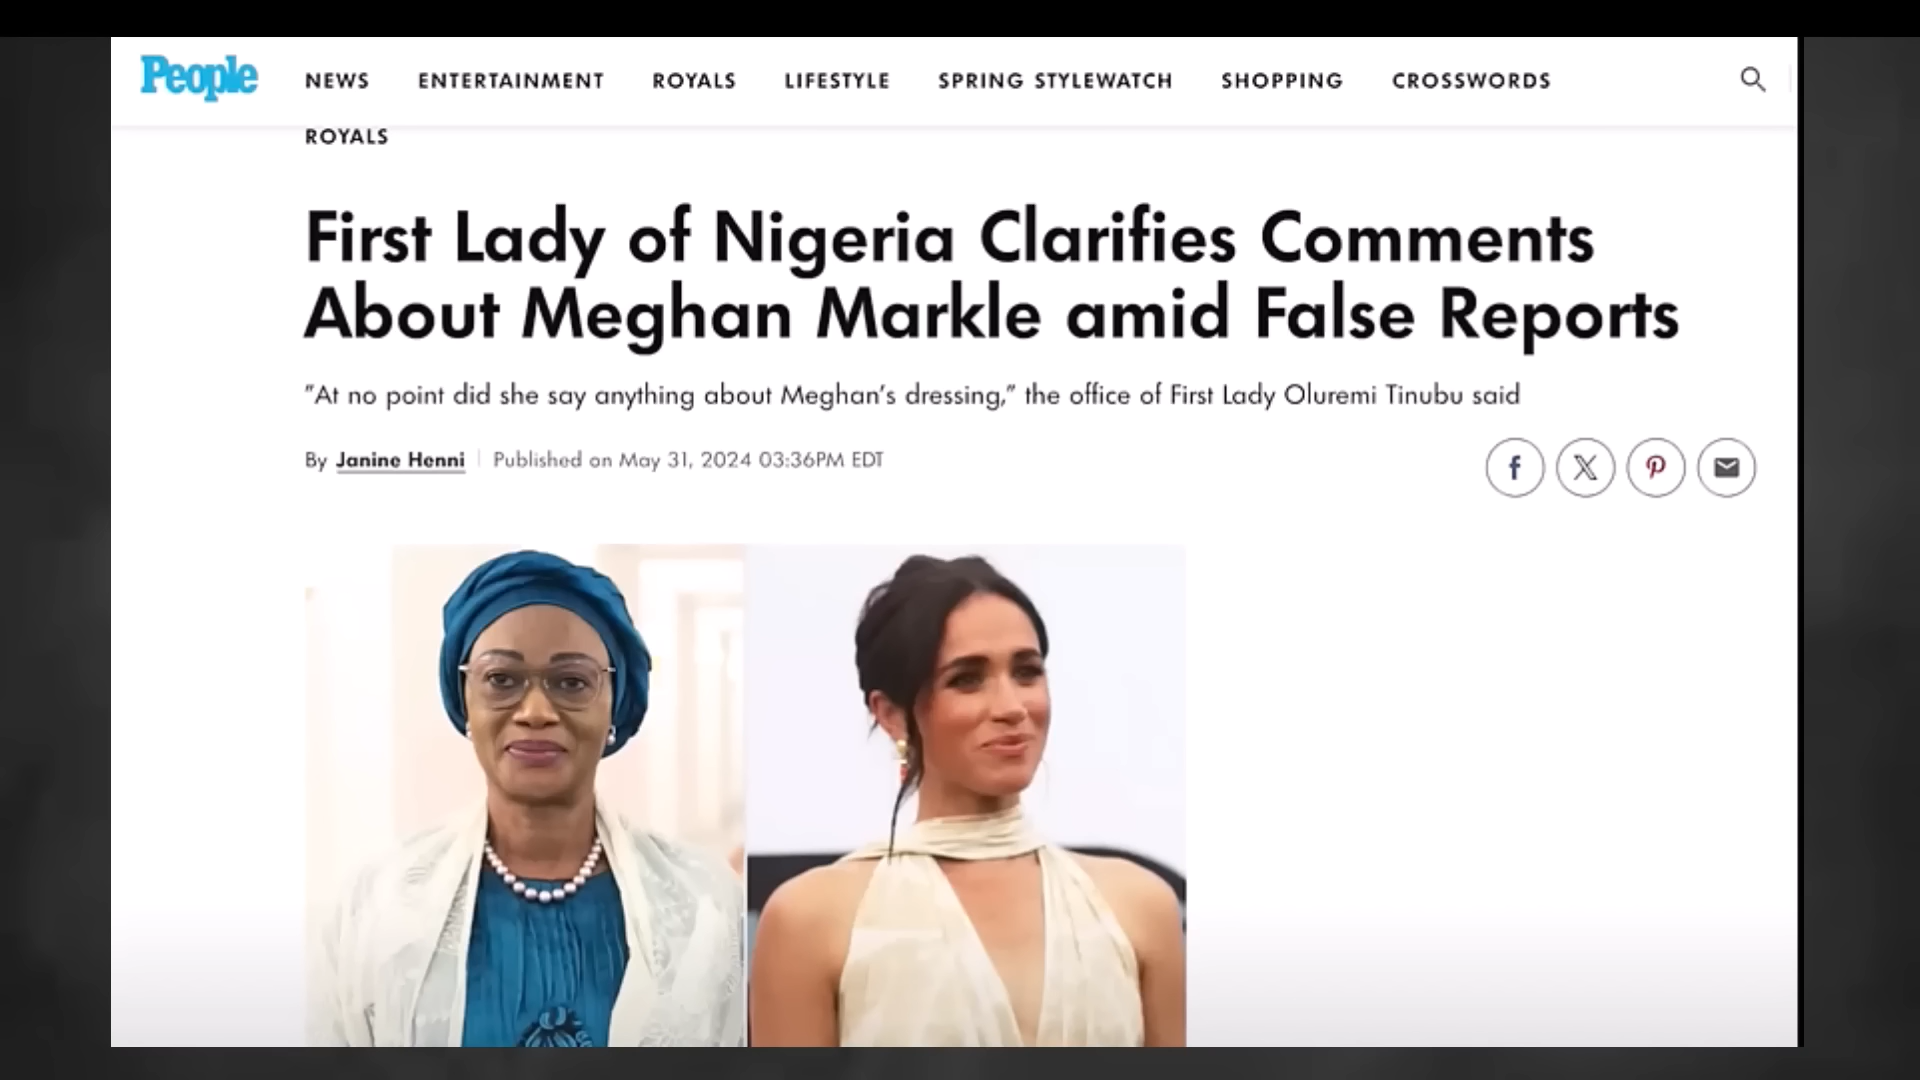 People NEWS ENTERTAINMENT ROYALS LIFESTYLE SPRING STYLEWATCH SHOPPING CROSSWORDS
ROYALS
First Lady of Nigeria Clarifies Comments
About Meghan Markle amid False Reports
"At no point did she say anything about Meghan's dressing," the office of First Lady Oluremi Tinubu said
By Janine Henni | Published on May 31, 2024 03:36PM EDT